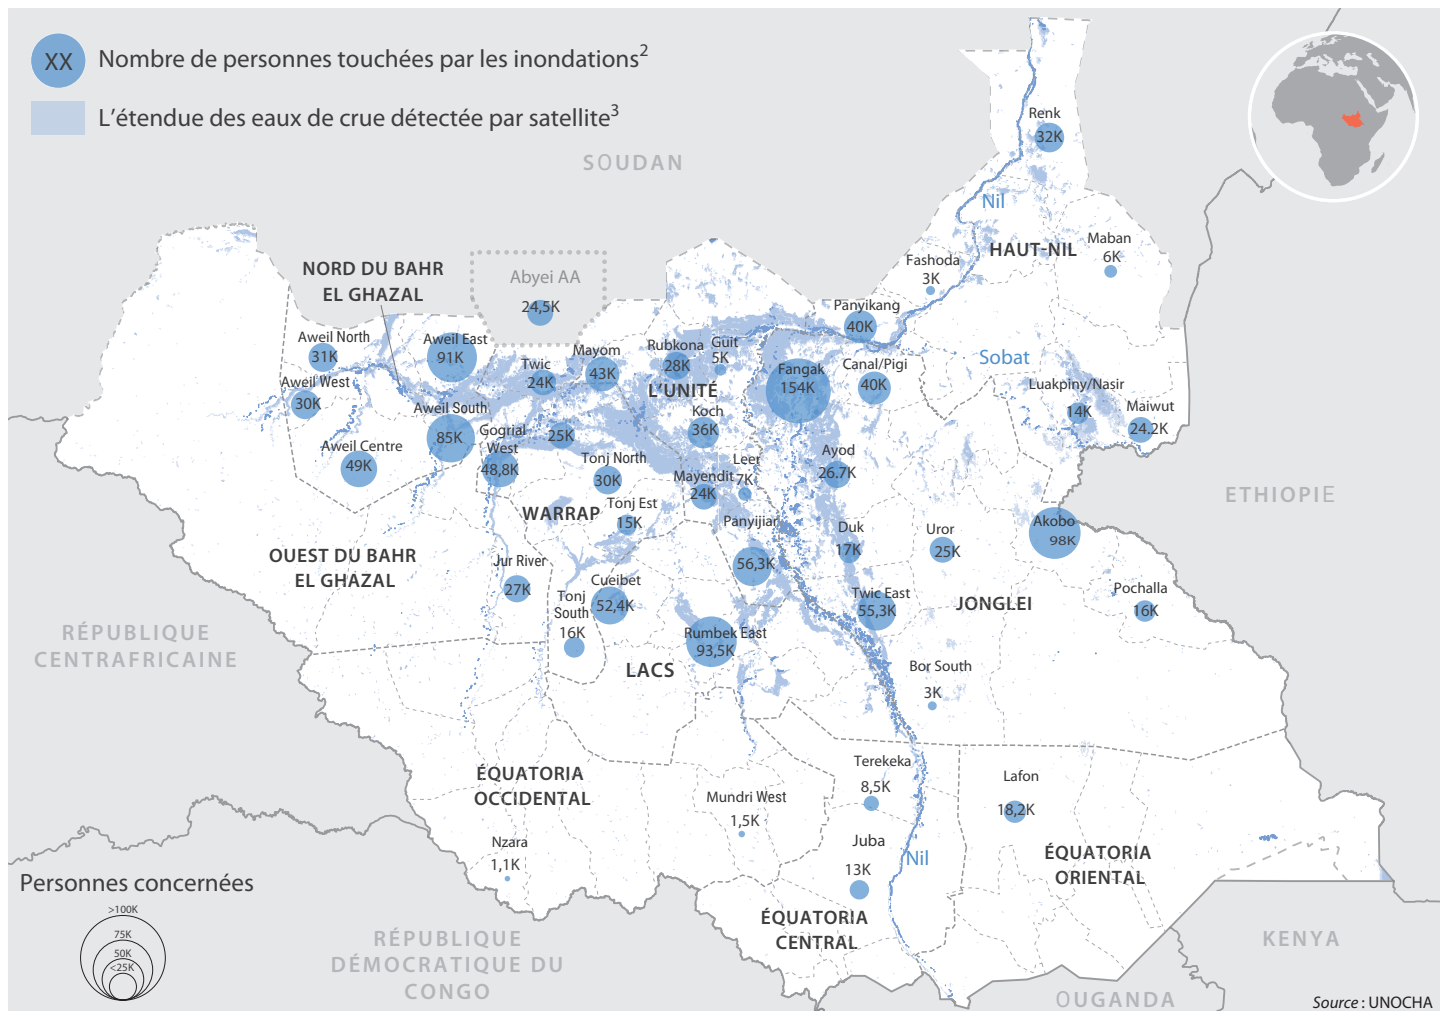 XX Nombre de personnes touchées par les inondations²
L'étendue des eaux de crue détectée par satellite³
SOUDAN
Renk
32K
Nil
HAUT-NIL
Maban
6K
Fashoda
3K
NORD DU BAHR
EL GHAZAL
Abyei AA
24,5K
Panyikang
40K
Aweil North
31K
Aweil East
91K
Twic
24K
Mayom
43K
Rubkona
28K
Guit
5K
L'UNITÉ
Fangak
154K
Canal/Pigi
40K
Sobat
Luakpiny/Nasir
14K
Maiwut
24.2K
Aweil West
30K
Aweil South
85K
Gogrial
West
48,8K
25K
Koch
36K
Aweil Centre
49K
Tonj North
30K
Mayendit
24K
Leer
7K
Ayod
26.7K
ETHIOPIE
WARRAP
Tonj Est
15K
Panyijiar
56,3K
Duk
17K
Uror
25K
Akobo
98K
OUEST DU BAHR
EL GHAZAL
Jur River
27K
Tonj
South
16K
Cueibet
52,4K
Twic East
55,3K
JONGLEI
Pochalla
16K
RÉPUBLIQUE
CENTRAFRICAINE
Rumbek East
93,5K
LACS
Bor South
3K
ÉQUATORIA
OCCIDENTAL
Mundri West
1,5K
Terekeka
8,5K
Lafon
18,2K
Nzara
1,1K
Juba
13K
Nil
ÉQUATORIA
ORIENTAL
ÉQUATORIA
CENTRAL
Personnes concernées
>100K
75K
50K
<25K
RÉPUBLIQUE
DÉMOCRATIQUE DU
CONGO
KENYA
OUGANDA
Source : UNOCHA